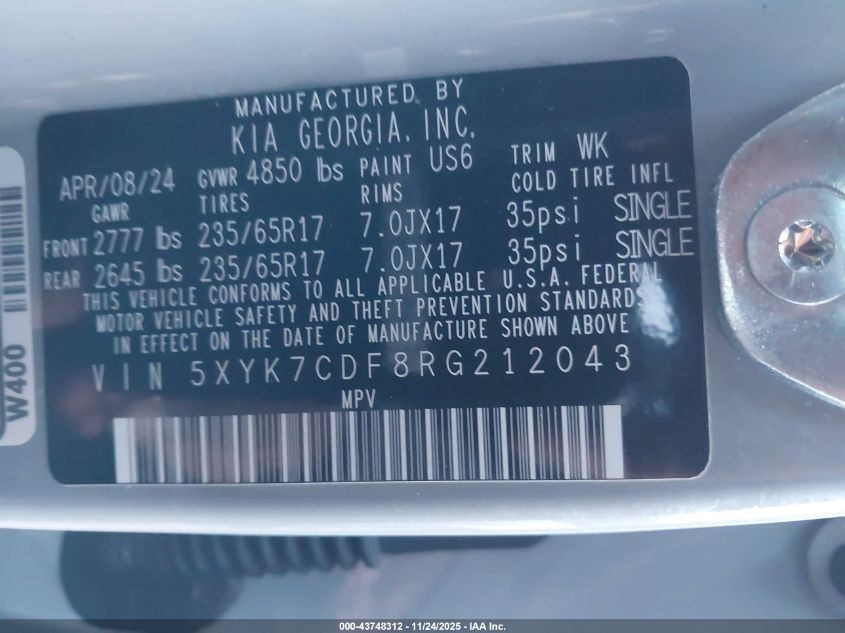 MANUFACTURED BY
KIA GEORGIA, INC.
APR/08/24 GVWR 4850 lbs PAINT US6 TRIM WK
GAWR TIRES RIMS COLD TIRE INFL
FRONT 2777 lbs 235/65R17 7.0JX17 35psi SINGLE
REAR 2645 lbs 235/65R17 7.0JX17 35psi SINGLE
THIS VEHICLE CONFORMS TO ALL APPLICABLE U.S.A. FEDERAL
MOTOR VEHICLE SAFETY AND THEFT PREVENTION STANDARDS
IN EFFECT ON THE DATE OF MANUFACTURE SHOWN ABOVE
VIN 5XYK7CDF8RG212043
MPV
W400
000-43748312 - 11/24/2025 - IAA Inc.